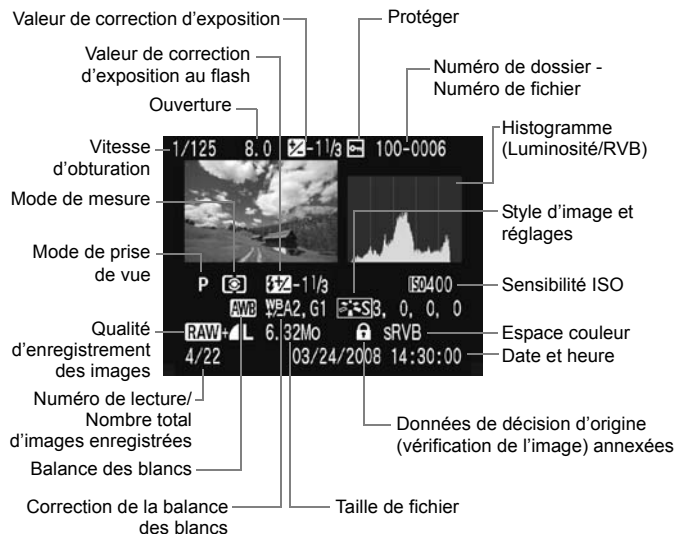 Valeur de correction d'exposition
Protéger
Valeur de correction
d'exposition au flash
Numéro de dossier -
Numéro de fichier
Ouverture
Histogramme
(Luminosité/RVB)
Vitesse
d'obturation
1/125 8.0 -1 1/3 100-0006
Mode de mesure
Style d'image et
réglages
Mode de prise
de vue
P -1 1/3 ISO400
Sensibilité ISO
AWB WB A2, G1 S 3, 0, 0, 0
Qualité
d'enregistrement
des images
RAW+L 6.32Mo sRVB
Espace couleur
4/22 03/24/2008 14:30:00
Date et heure
Numéro de lecture/
Nombre total
d'images enregistrées
Données de décision d'origine
(vérification de l'image) annexées
Balance des blancs
Correction de la balance
des blancs
Taille de fichier